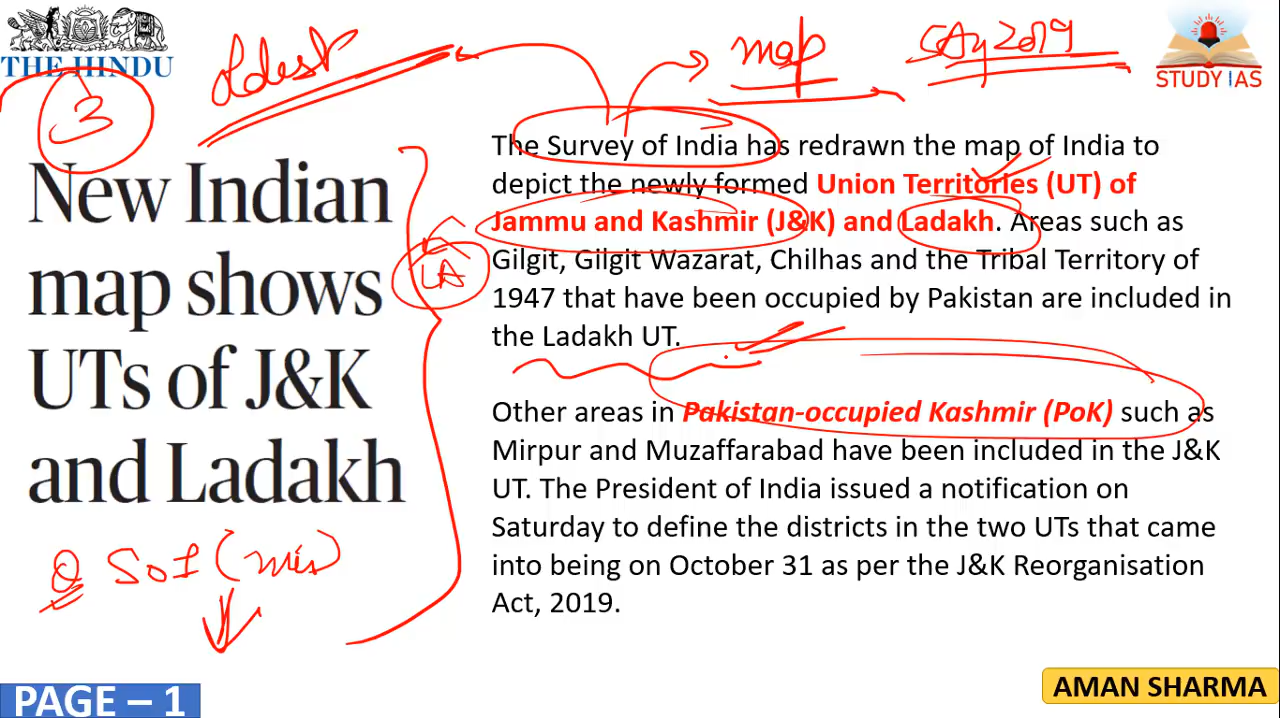 THE HINDU
3
oldest
map
CAy 2019
STUDY IAS
New Indian
map shows
UTs of J&K
and Ladakh
LA
Q SoI (min)
The Survey of India has redrawn the map of India to
depict the newly formed Union Territories (UT) of
Jammu and Kashmir (J&K) and Ladakh. Areas such as
Gilgit, Gilgit Wazarat, Chilhas and the Tribal Territory of
1947 that have been occupied by Pakistan are included in
the Ladakh UT.
Other areas in Pakistan-occupied Kashmir (PoK) such as
Mirpur and Muzaffarabad have been included in the J&K
UT. The President of India issued a notification on
Saturday to define the districts in the two UTs that came
into being on October 31 as per the J&K Reorganisation
Act, 2019.
PAGE – 1
AMAN SHARMA